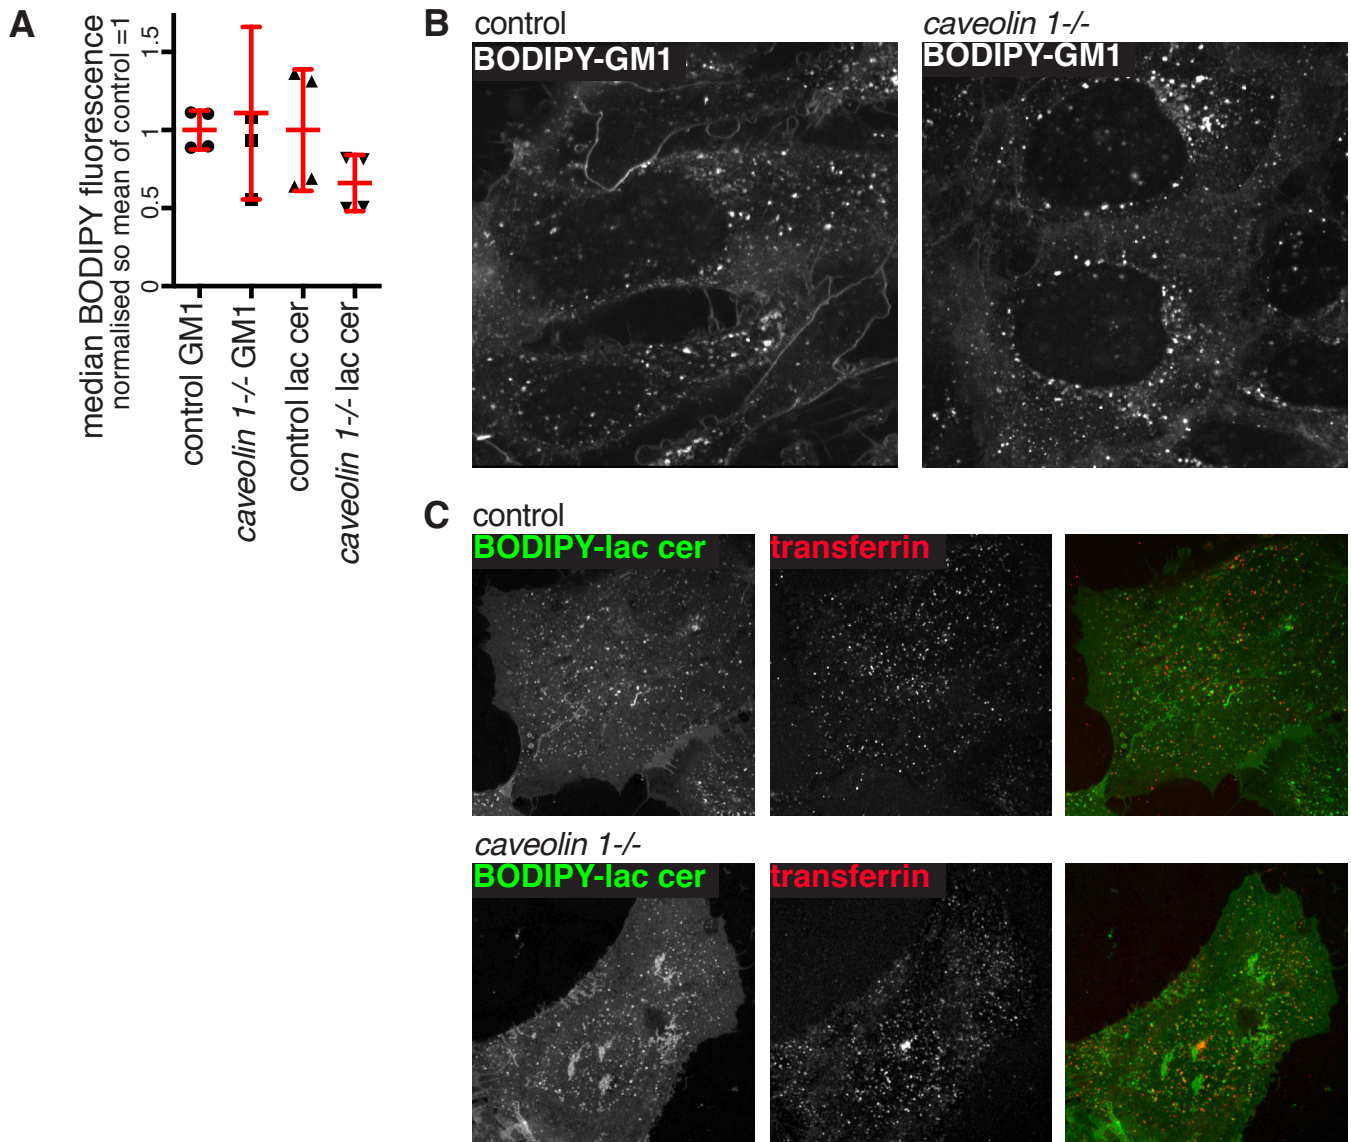 A
median BODIPY fluorescence
normalised so mean of control =1
1.5
1
0.5
0
control GM1
caveolin 1-/- GM1
control lac cer
caveolin 1-/- lac cer
B
control
BODIPY-GM1
caveolin 1-/-
BODIPY-GM1
C
control
BODIPY-lac cer
transferrin
caveolin 1-/-
BODIPY-lac cer
transferrin